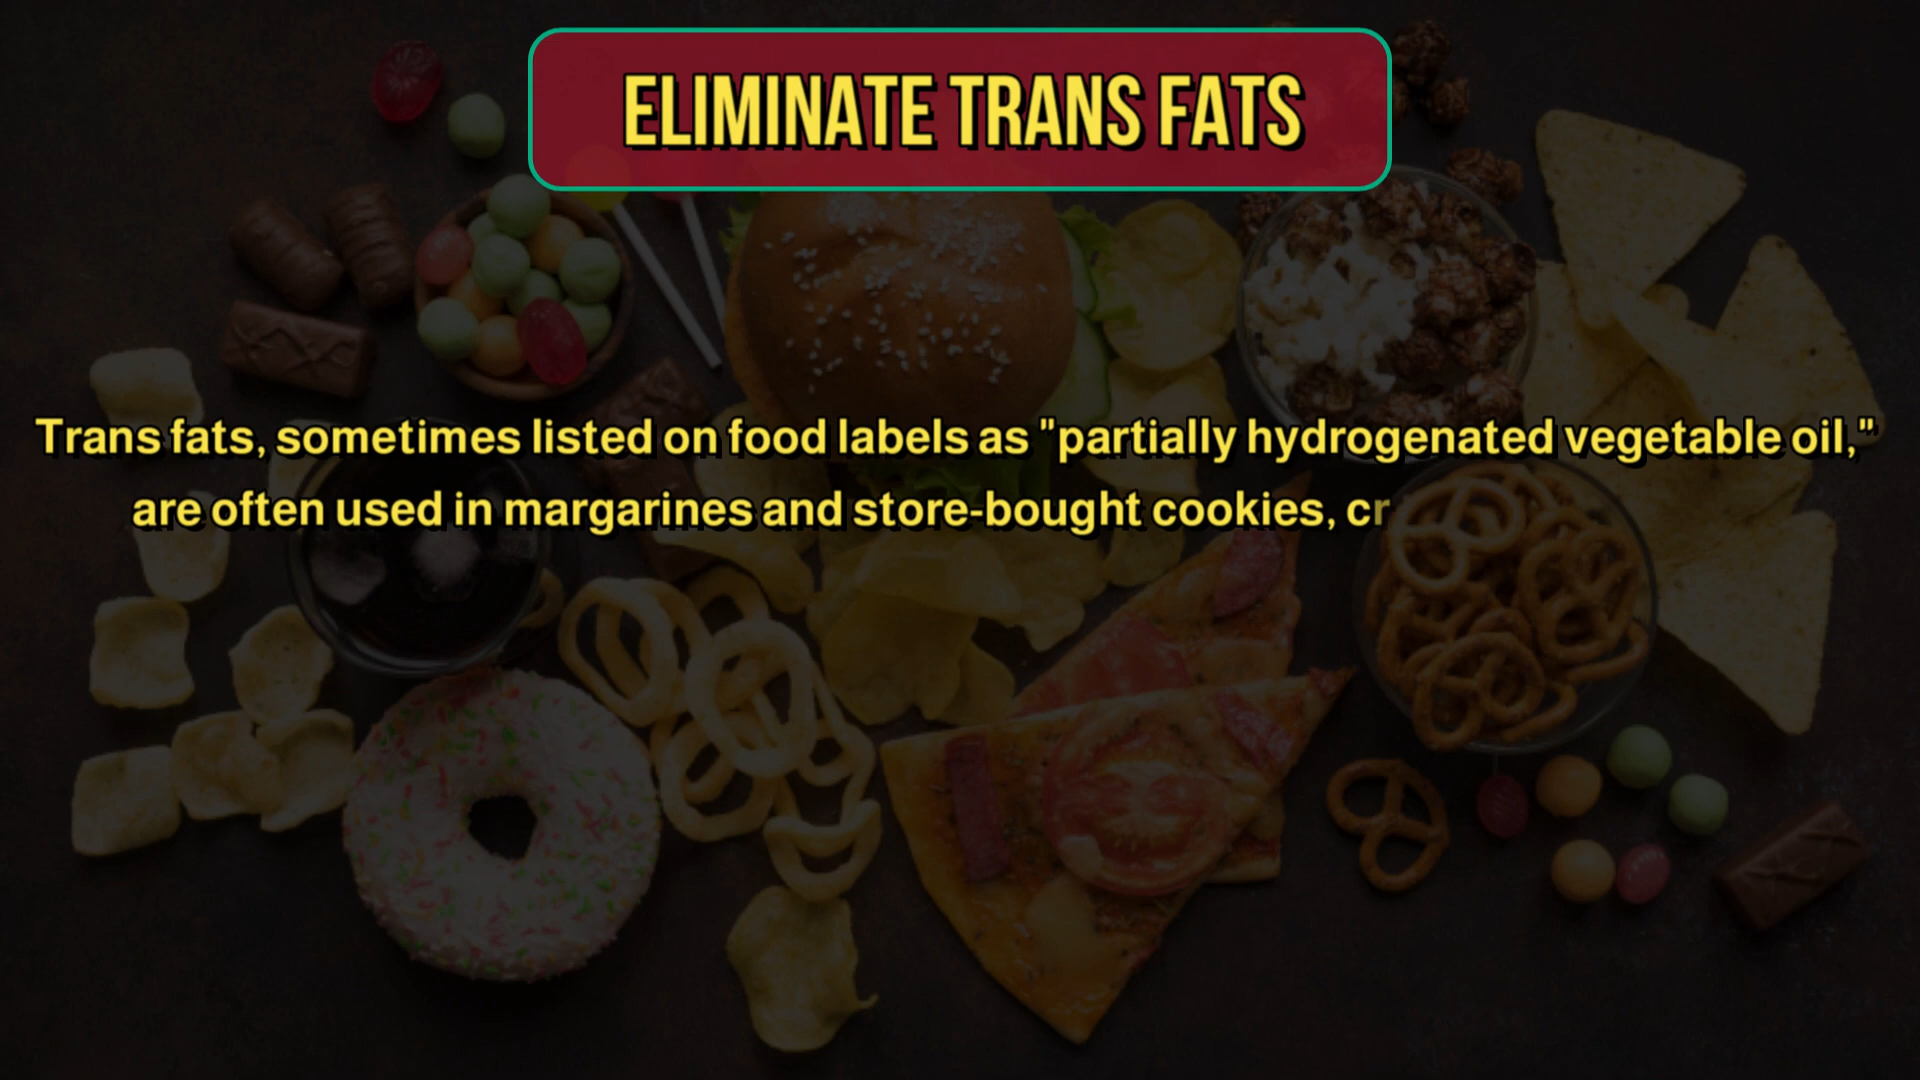 ELIMINATE TRANS FATS
Trans fats, sometimes listed on food labels as "partially hydrogenated vegetable oil,"
are often used in margarines and store-bought cookies, cr